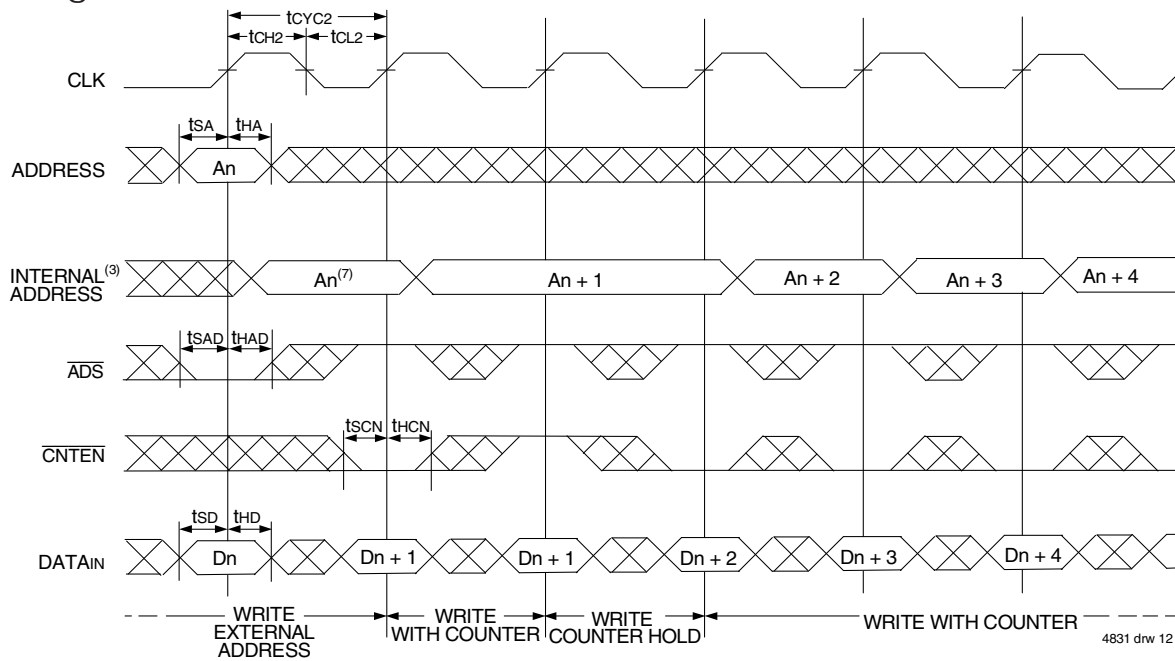 tCYC2
tCH2 tCL2
CLK
tSA tHA
ADDRESS An
INTERNAL(3)
ADDRESS
An(7) An + 1 An + 2 An + 3 An + 4
tSAD tHAD
ADS
tSCN tHCN
CNTEN
tSD tHD
DATAIN Dn Dn + 1 Dn + 1 Dn + 2 Dn + 3 Dn + 4
WRITE
EXTERNAL
ADDRESS
WRITE
WITH COUNTER
WRITE
COUNTER HOLD
WRITE WITH COUNTER
4831 drw 12